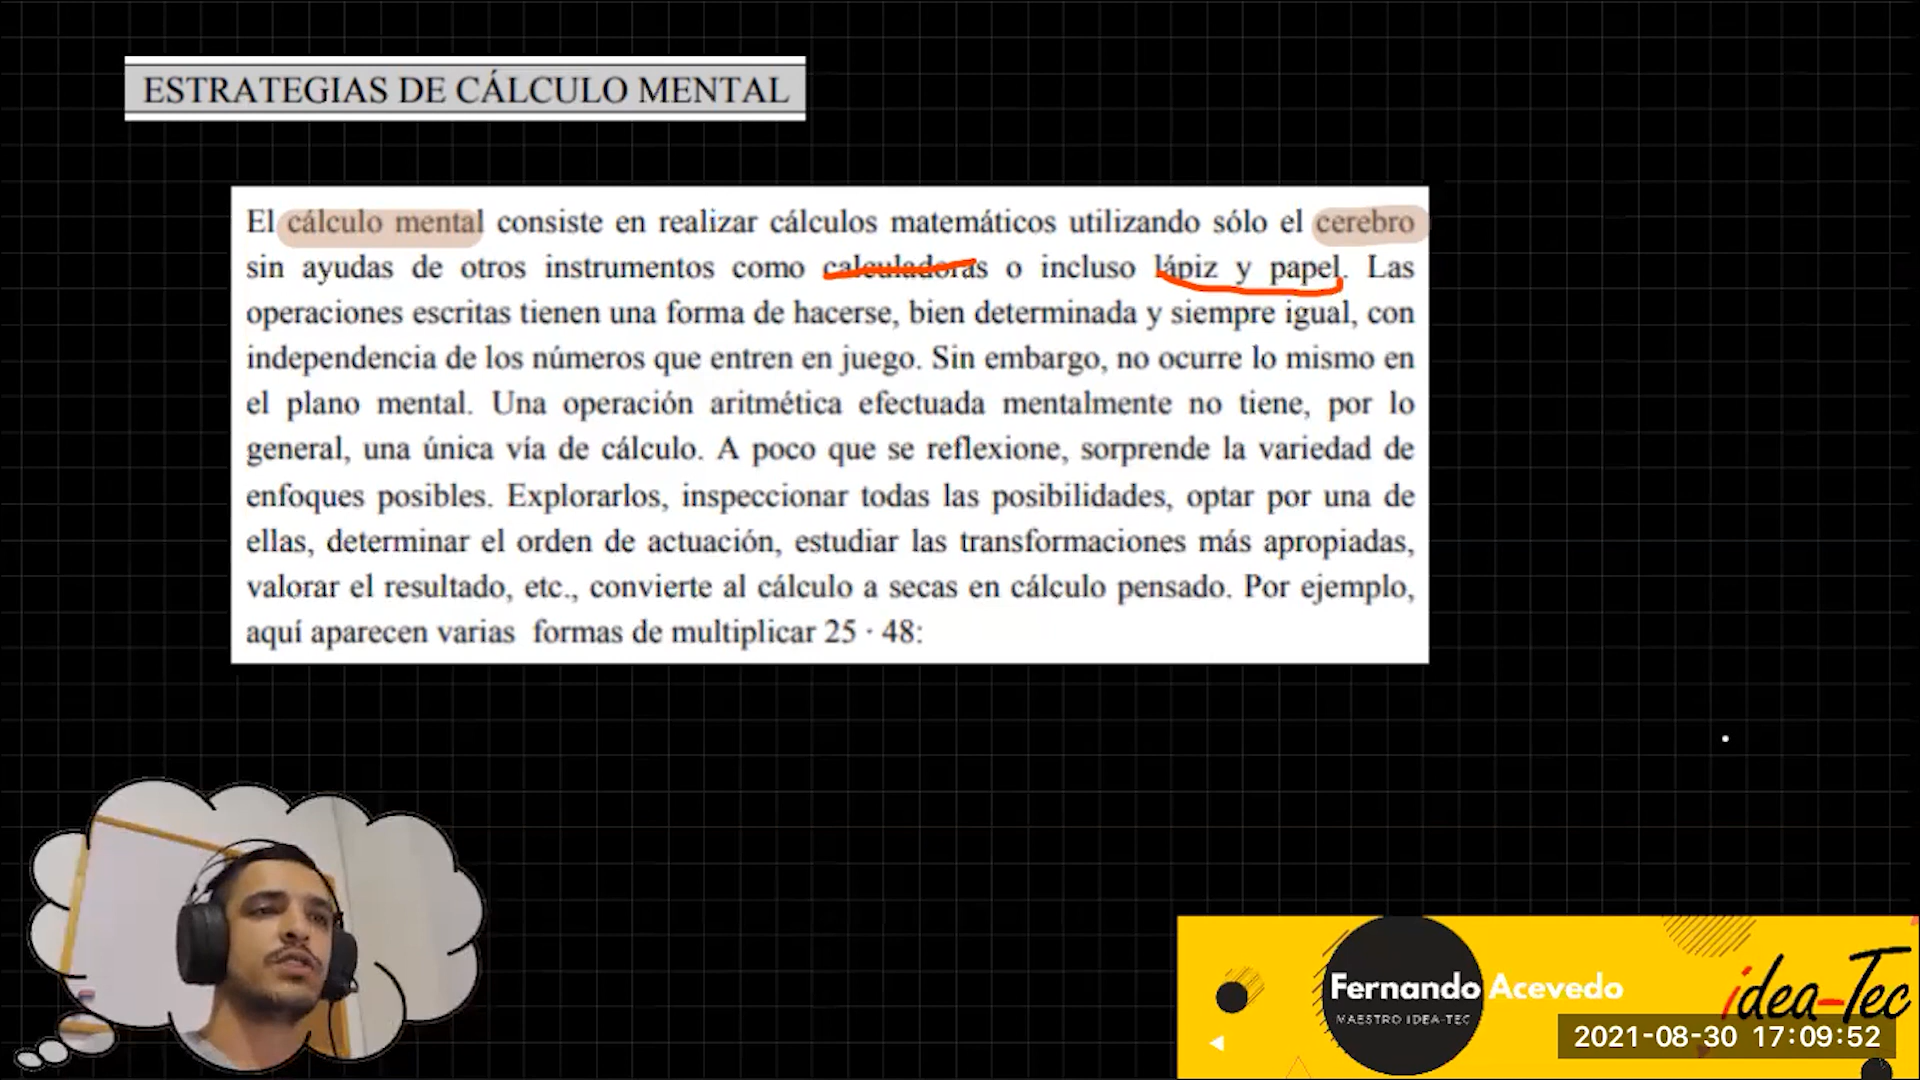 ESTRATEGIAS DE CÁLCULO MENTAL
El cálculo mental consiste en realizar cálculos matemáticos utilizando sólo el cerebro
sin ayudas de otros instrumentos como calculadoras o incluso lápiz y papel. Las
operaciones escritas tienen una forma de hacerse, bien determinada y siempre igual, con
independencia de los números que entren en juego. Sin embargo, no ocurre lo mismo en
el plano mental. Una operación aritmética efectuada mentalmente no tiene, por lo
general, una única vía de cálculo. A poco que se reflexione, sorprende la variedad de
enfoques posibles. Explorarlos, inspeccionar todas las posibilidades, optar por una de
ellas, determinar el orden de actuación, estudiar las transformaciones más apropiadas,
valorar el resultado, etc., convierte al cálculo a secas en cálculo pensado. Por ejemplo,
aquí aparecen varias formas de multiplicar 25 · 48:
Fernando Acevedo
MAESTRO IDEA-TEC
idea-Tec
2021-08-30 17:09:52